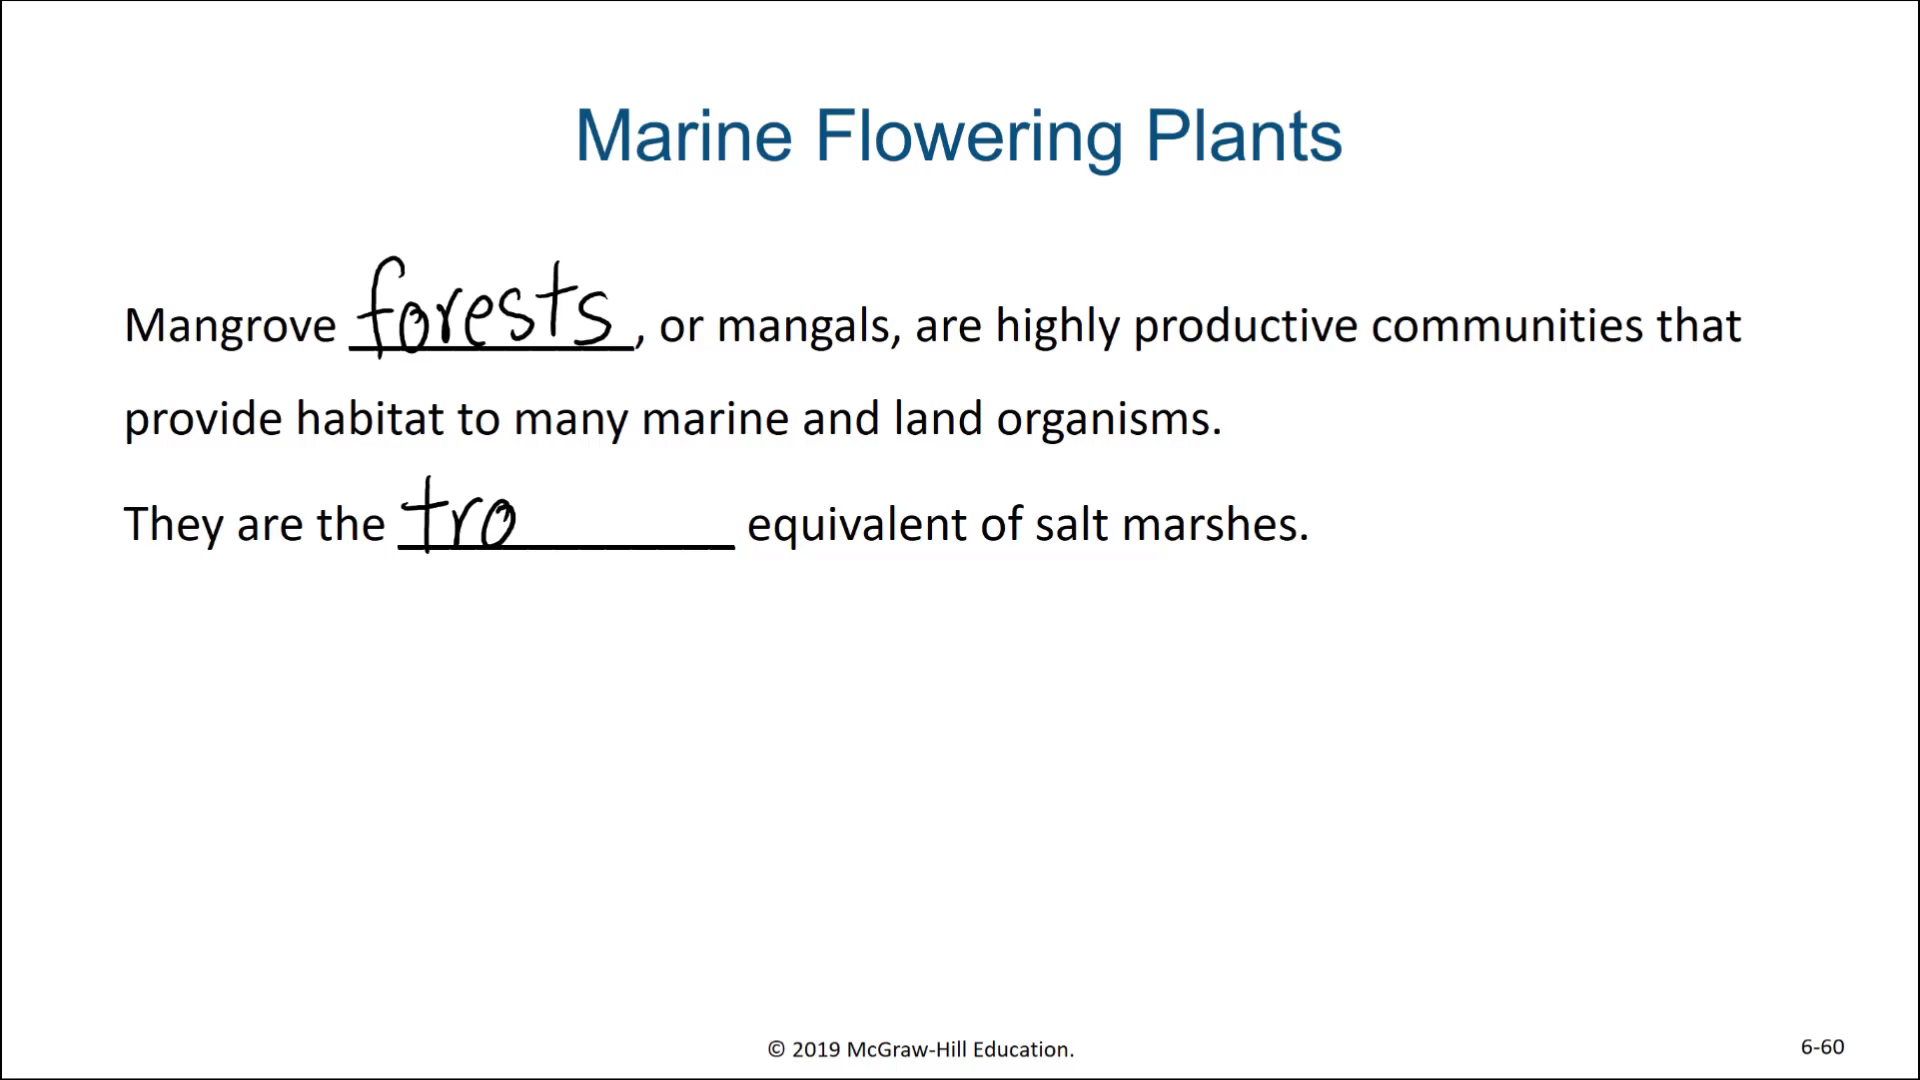 Marine Flowering Plants
Mangrove forests, or mangals, are highly productive communities that
provide habitat to many marine and land organisms.
They are the tro equivalent of salt marshes.
© 2019 McGraw-Hill Education.
6-60